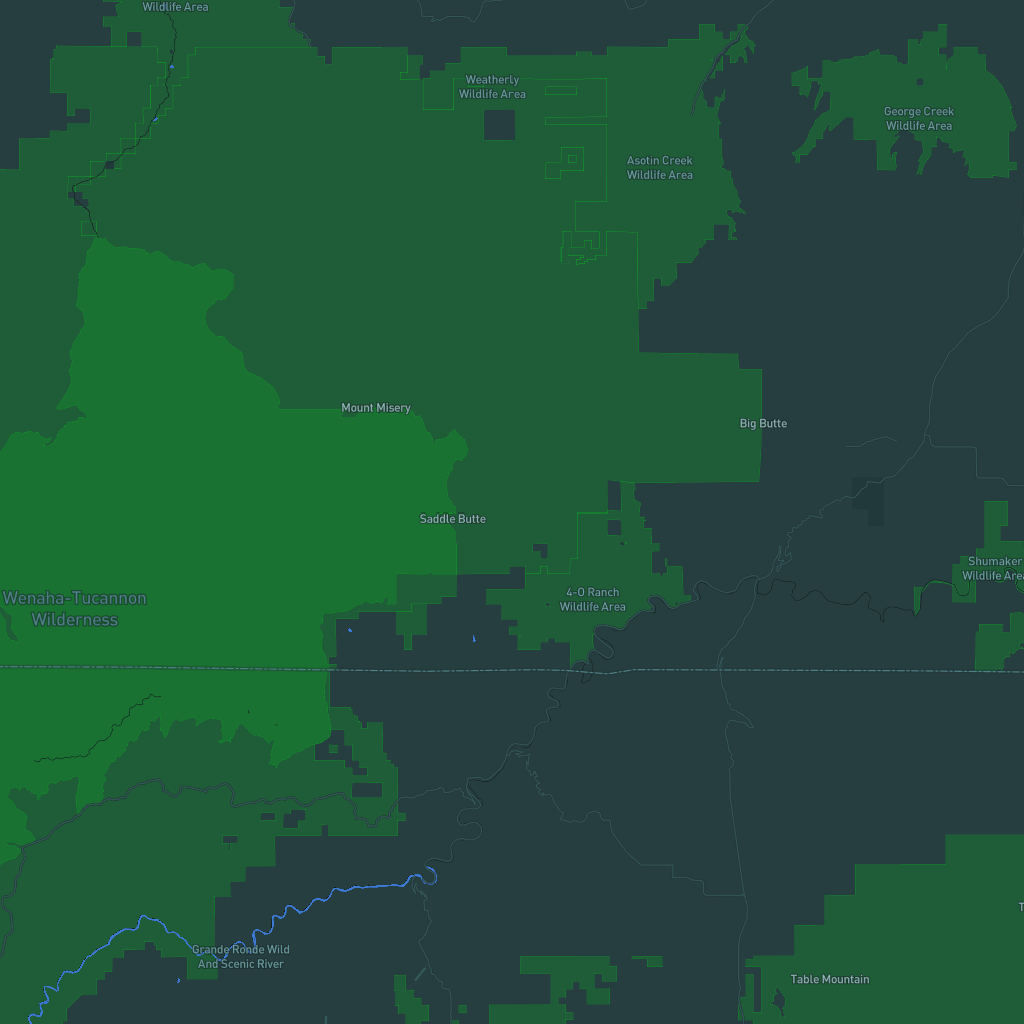 Wildlife Area
Weatherly
Wildlife Area
George Creek
Wildlife Area
Asotin Creek
Wildlife Area
Mount Misery
Big Butte
Saddle Butte
Shumaker
Wildlife Area
Wenaha-Tucannon
Wilderness
4-O Ranch
Wildlife Area
Grande Ronde Wild
And Scenic River
Table Mountain